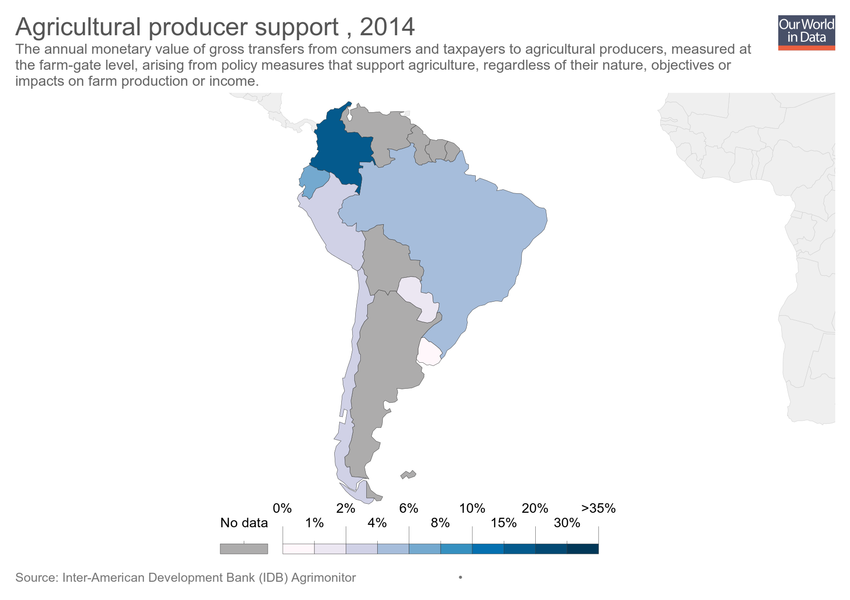 Agricultural producer support , 2014
Our World
in Data
The annual monetary value of gross transfers from consumers and taxpayers to agricultural producers, measured at
the farm-gate level, arising from policy measures that support agriculture, regardless of their nature, objectives or
impacts on farm production or income.
0% 2% 6% 10% 20% >35%
No data 1% 4% 8% 15% 30%
Source: Inter-American Development Bank (IDB) Agrimonitor •